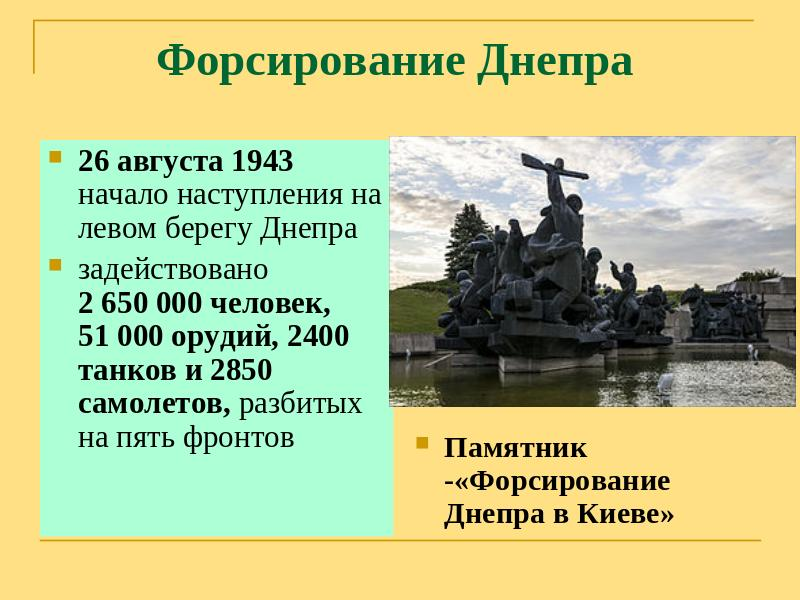 Форсирование Днепра
26 августа 1943
начало наступления на
левом берегу Днепра
задействовано
2 650 000 человек,
51 000 орудий, 2400
танков и 2850
самолетов, разбитых
на пять фронтов
Памятник
-«Форсирование
Днепра в Киеве»